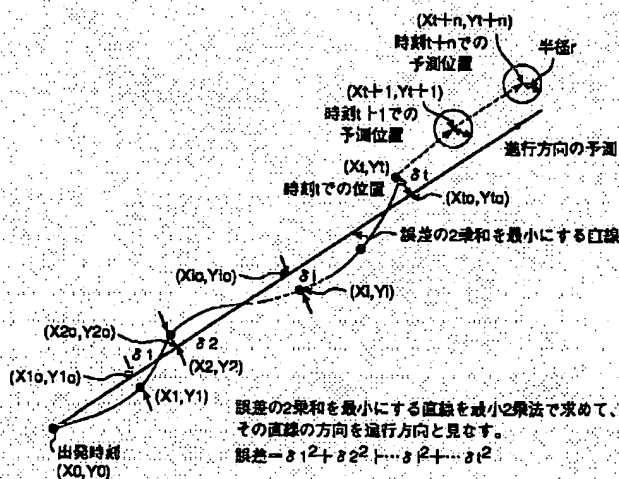 (Xt+n,Yt+n)
時刻t+nでの
予測位置
半径r
(Xt+1,Yt+1)
時刻t+1での
予測位置
進行方向の予測
(Xt,Yt)
δt
時刻tでの位置
(Xto,Yto)
誤差の2乗和を最小にする直線
(Xio,Yio)
δi
(Xi,Yi)
(X2o,Y2o)
δ1
δ2
(X2,Y2)
(X1o,Y1o)
(X1,Y1)
出発時刻
(X0,Y0)
誤差の2乗和を最小にする直線を最小2乗法で求めて、
その直線の方向を進行方向と見なす。
誤差=δ1²+δ2²+…δi²+…δt²